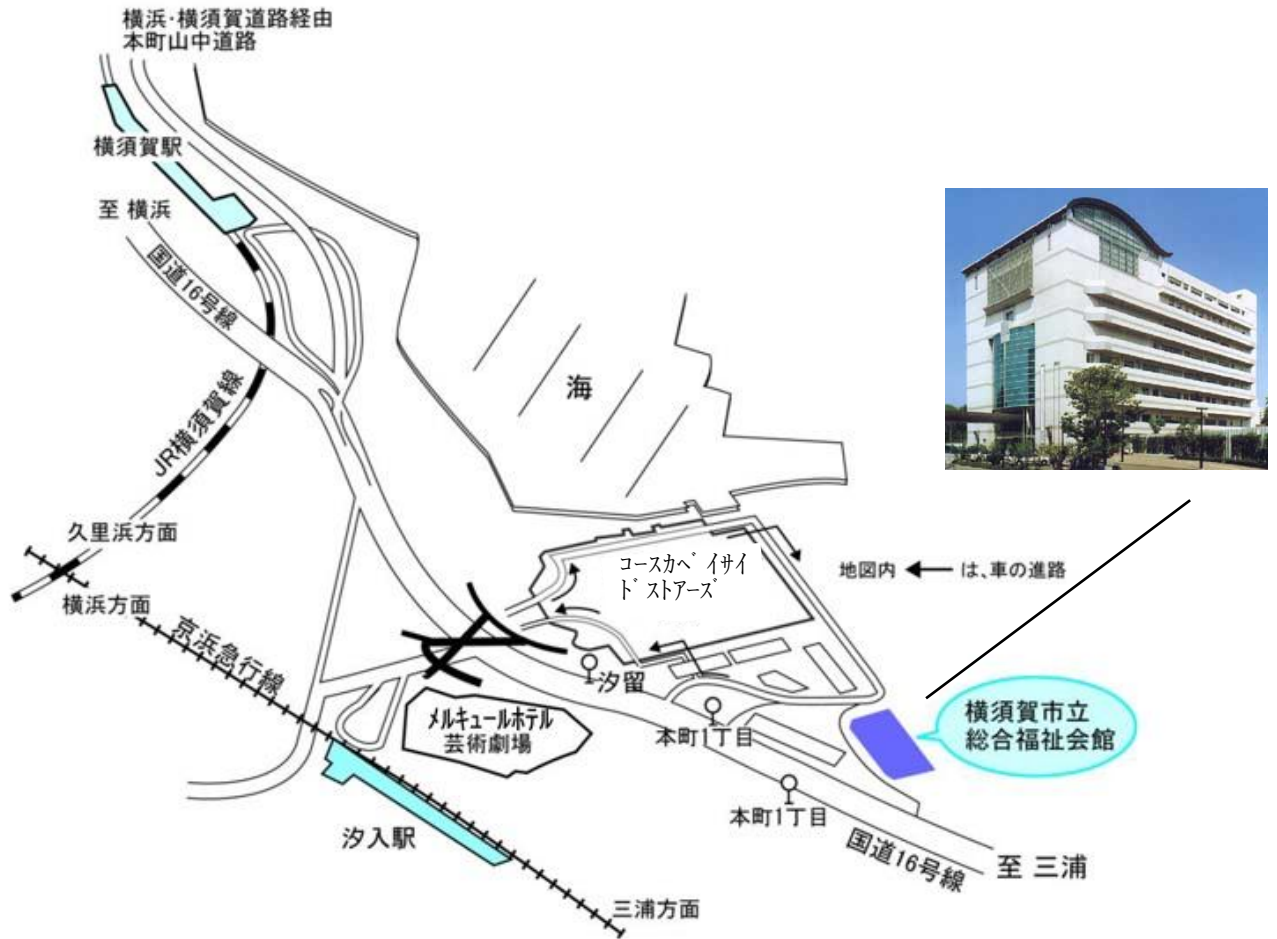 横浜・横須賀道路経由
本町山中道路
横須賀駅
至 横浜
国道16号線
JR横須賀線
海
久里浜方面
横浜方面
京浜急行線
コースカベイサイ
ドストアーズ
地図内 ← は、車の進路
汐留
メルキュールホテル
芸術劇場
本町1丁目
横須賀市立
総合福祉会館
本町1丁目
汐入駅
国道16号線
至 三浦
三浦方面